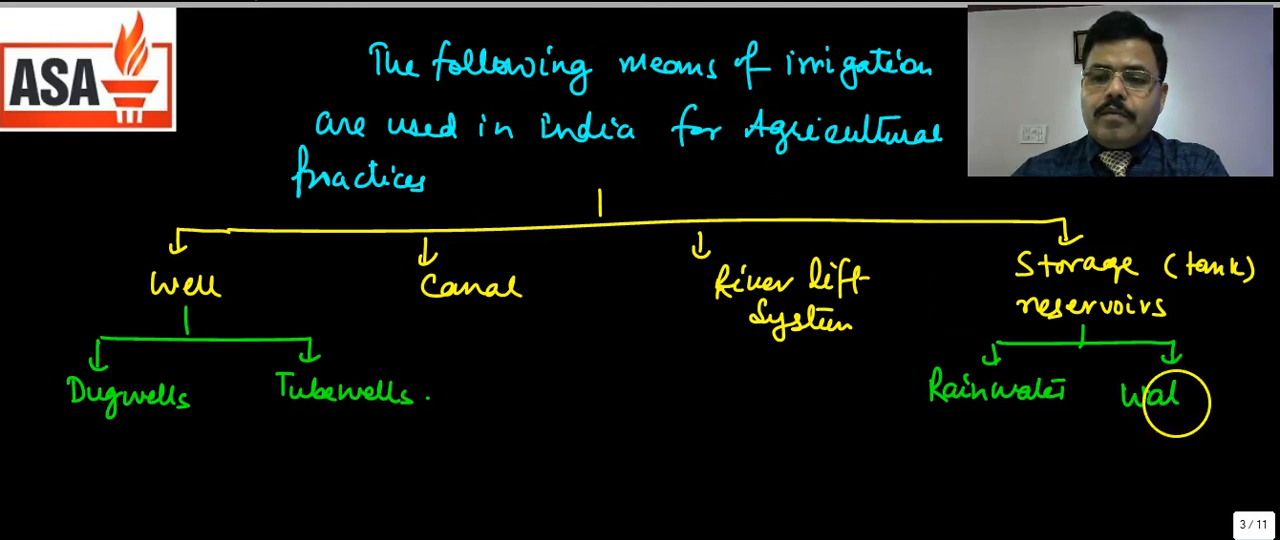 ASA
The following means of irrigation
are used in india for Agricultural
Practices
Well
Canal
River lift
System
Storage (tank)
reservoirs
Dugwells
Tubewells.
Rainwater
Wat
3 / 11